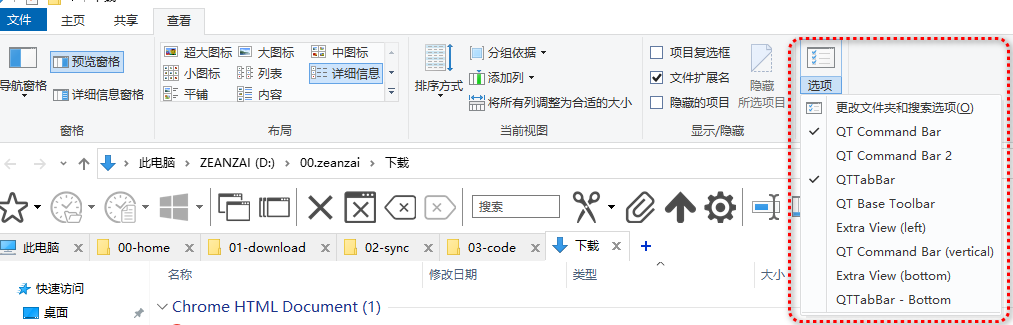 下载
文件 主页 共享 查看
导航窗格 预览窗格 详细信息窗格
窗格
超大图标 大图标 中图标
小图标 列表 详细信息
平铺 内容
布局
排序方式 分组依据
添加列
将所有列调整为合适的大小
当前视图
项目复选框
文件扩展名
隐藏的项目
隐藏
所选项目
显示/隐藏
选项
更改文件夹和搜索选项(O)
QT Command Bar
QT Command Bar 2
QTTabBar
QT Base Toolbar
Extra View (left)
QT Command Bar (vertical)
Extra View (bottom)
QTTabBar - Bottom
此电脑 ZEANZAI (D:) 00.zeanzai 下载
搜索
此电脑 00-home 01-download 02-sync 03-code 下载
名称 修改日期 类型 大小
快速访问
桌面
Chrome HTML Document (1)